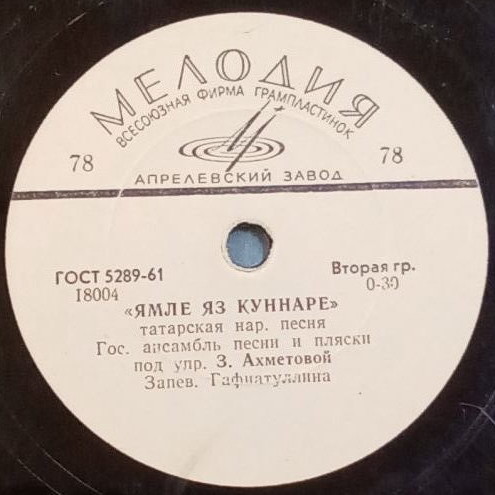 МЕЛОДИЯ
ВСЕСОЮЗНАЯ ФИРМА ГРАМПЛАСТИНОК
78 78
АПРЕЛЕВСКИЙ ЗАВОД
ГОСТ 5289-61 Вторая гр.
18004 0-30
«ЯМЛЕ ЯЗ КУННАРЕ»
татарская нар. песня
Гос. ансамбль песни и пляски
под упр. З. Ахметовой
Запев. Гафиатуллина